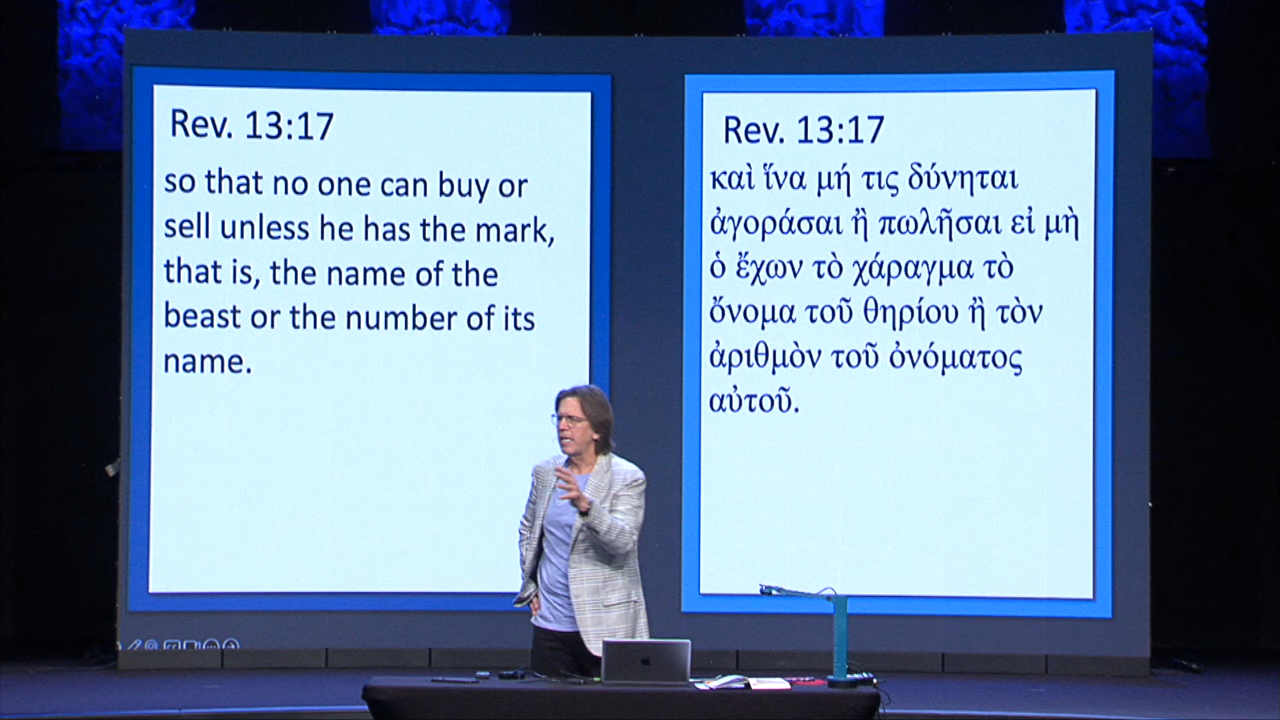 Rev. 13:17
so that no one can buy or
sell unless he has the mark,
that is, the name of the
beast or the number of its
name.
Rev. 13:17
καὶ ἵνα μή τις δύνηται
ἀγοράσαι ἢ πωλῆσαι εἰ μὴ
ὁ ἔχων τὸ χάραγμα τὸ
ὄνομα τοῦ θηρίου ἢ τὸν
ἀριθμὸν τοῦ ὀνόματος
αὐτοῦ.